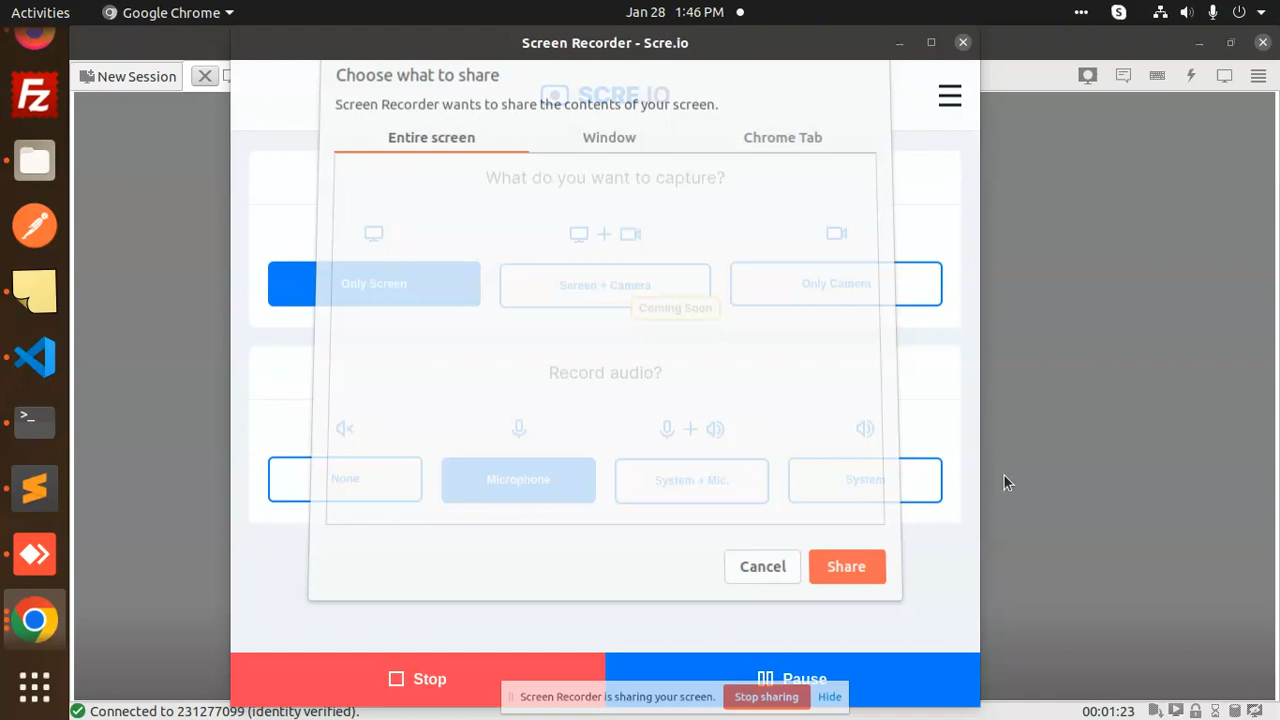 Activities
Google Chrome
Jan 28 1:46 PM
Screen Recorder - Scre.io
New Session
Choose what to share
SCRE.IO
Screen Recorder wants to share the contents of your screen.
Entire screen Window Chrome Tab
What do you want to capture?
Only Screen Screen + Camera Only Camera
Coming Soon
Record audio?
None Microphone System + Mic. System
Cancel Share
Stop Pause
Screen Recorder is sharing your screen. Stop sharing Hide
Connected to 231277099 (identity verified). 00:01:23